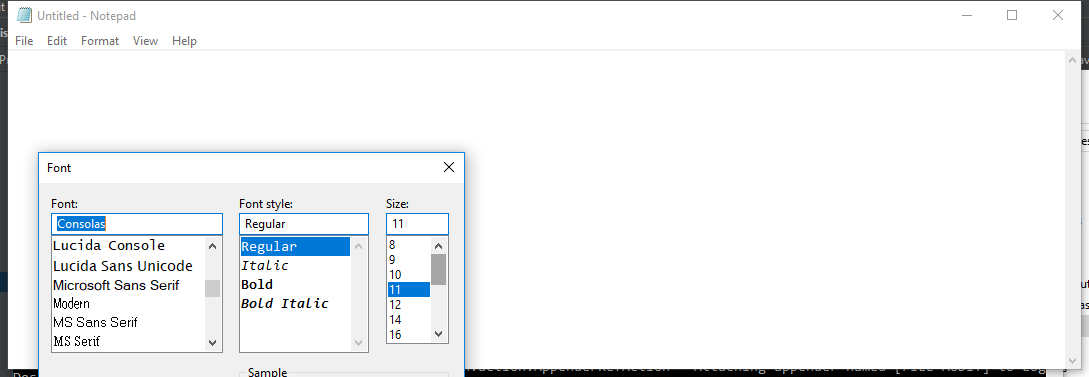 Untitled - Notepad
File Edit Format View Help
Font
Font: Font style: Size:
Consolas Regular 11
Lucida Console
Lucida Sans Unicode
Microsoft Sans Serif
Modern
MS Sans Serif
MS Serif
Regular
Italic
Bold
Bold Italic
8
9
10
11
12
14
16
Sample